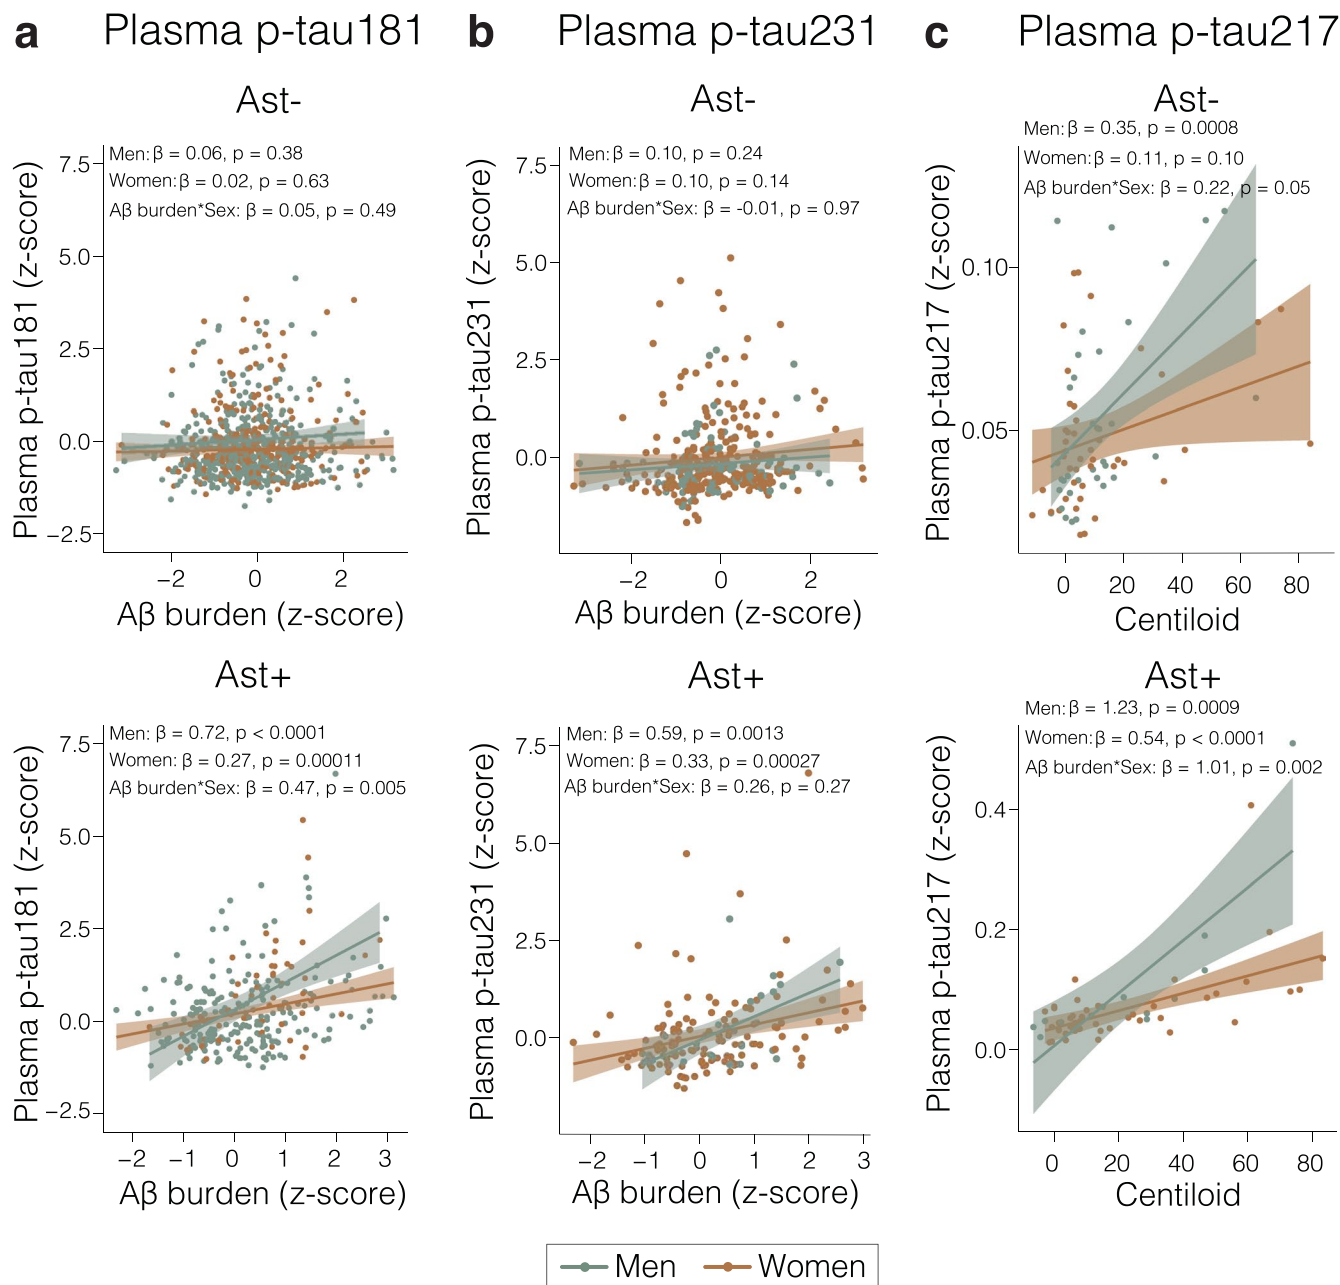 a Plasma p-tau181
Ast-
Men: β = 0.06, p = 0.38
Women: β = 0.02, p = 0.63
Aβ burden*Sex: β = 0.05, p = 0.49
Plasma p-tau181 (z-score)
7.5
5.0
2.5
0.0
−2.5
−2 0 2
Aβ burden (z-score)
Ast+
Men: β = 0.72, p < 0.0001
Women: β = 0.27, p = 0.00011
Aβ burden*Sex: β = 0.47, p = 0.005
Plasma p-tau181 (z-score)
7.5
5.0
2.5
0.0
−2.5
−2 −1 0 1 2 3
Aβ burden (z-score)
b Plasma p-tau231
Ast-
Men: β = 0.10, p = 0.24
Women: β = 0.10, p = 0.14
Aβ burden*Sex: β = -0.01, p = 0.97
Plasma p-tau231 (z-score)
7.5
5.0
2.5
0.0
−2 0 2
Aβ burden (z-score)
Ast+
Men: β = 0.59, p = 0.0013
Women: β = 0.33, p = 0.00027
Aβ burden*Sex: β = 0.26, p = 0.27
Plasma p-tau231 (z-score)
7.5
5.0
2.5
0.0
−2 −1 0 1 2 3
Aβ burden (z-score)
c Plasma p-tau217
Ast-
Men: β = 0.35, p = 0.0008
Women: β = 0.11, p = 0.10
Aβ burden*Sex: β = 0.22, p = 0.05
Plasma p-tau217 (z-score)
0.10
0.05
0 20 40 60 80
Centiloid
Ast+
Men: β = 1.23, p = 0.0009
Women: β = 0.54, p < 0.0001
Aβ burden*Sex: β = 1.01, p = 0.002
Plasma p-tau217 (z-score)
0.4
0.2
0.0
0 20 40 60 80
Centiloid
Men Women